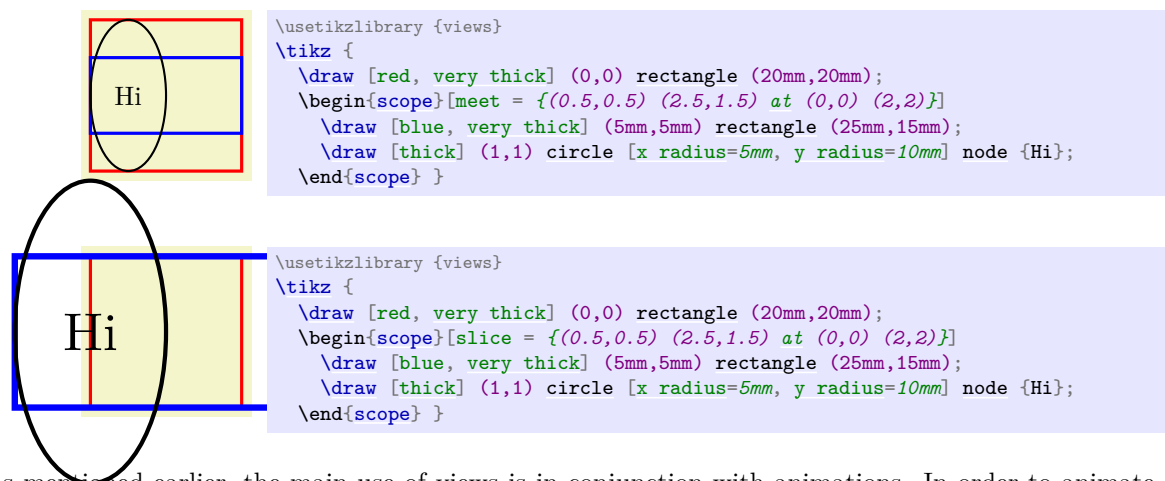 Hi
\usetikzlibrary {views}
\tikz {
  \draw [red, very thick] (0,0) rectangle (20mm,20mm);
  \begin{scope}[meet = {(0.5,0.5) (2.5,1.5) at (0,0) (2,2)}]
    \draw [blue, very thick] (5mm,5mm) rectangle (25mm,15mm);
    \draw [thick] (1,1) circle [x radius=5mm, y radius=10mm] node {Hi};
  \end{scope} }
Hi
\usetikzlibrary {views}
\tikz {
  \draw [red, very thick] (0,0) rectangle (20mm,20mm);
  \begin{scope}[slice = {(0.5,0.5) (2.5,1.5) at (0,0) (2,2)}]
    \draw [blue, very thick] (5mm,5mm) rectangle (25mm,15mm);
    \draw [thick] (1,1) circle [x radius=5mm, y radius=10mm] node {Hi};
  \end{scope} }
s mentioned earlier, the main use of views is in conjunction with animations. In order to animate